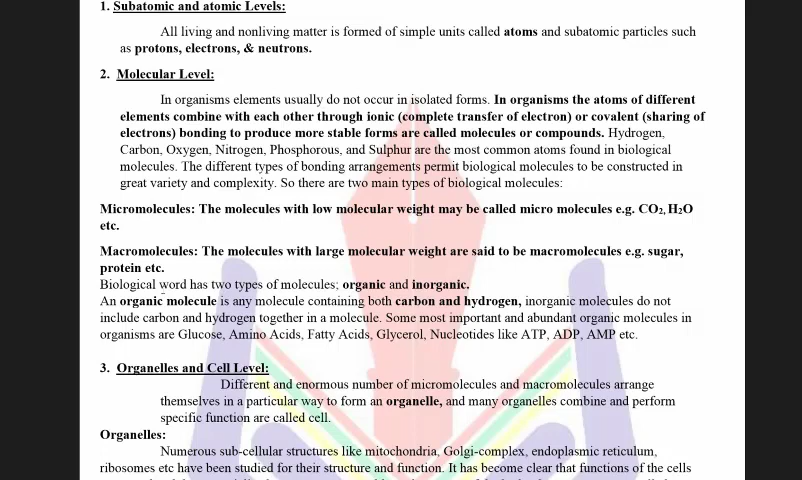 1. Subatomic and atomic Levels:
All living and nonliving matter is formed of simple units called atoms and subatomic particles such
as protons, electrons, & neutrons.
2. Molecular Level:
In organisms elements usually do not occur in isolated forms. In organisms the atoms of different
elements combine with each other through ionic (complete transfer of electron) or covalent (sharing of
electrons) bonding to produce more stable forms are called molecules or compounds. Hydrogen,
Carbon, Oxygen, Nitrogen, Phosphorous, and Sulphur are the most common atoms found in biological
molecules. The different types of bonding arrangements permit biological molecules to be constructed in
great variety and complexity. So there are two main types of biological molecules:
Micromolecules: The molecules with low molecular weight may be called micro molecules e.g. CO2, H2O
etc.
Macromolecules: The molecules with large molecular weight are said to be macromolecules e.g. sugar,
protein etc.
Biological word has two types of molecules; organic and inorganic.
An organic molecule is any molecule containing both carbon and hydrogen, inorganic molecules do not
include carbon and hydrogen together in a molecule. Some most important and abundant organic molecules in
organisms are Glucose, Amino Acids, Fatty Acids, Glycerol, Nucleotides like ATP, ADP, AMP etc.
3. Organelles and Cell Level:
Different and enormous number of micromolecules and macromolecules arrange
themselves in a particular way to form an organelle, and many organelles combine and perform
specific function are called cell.
Organelles:
Numerous sub-cellular structures like mitochondria, Golgi-complex, endoplasmic reticulum,
ribosomes etc have been studied for their structure and function. It has become clear that functions of the cells